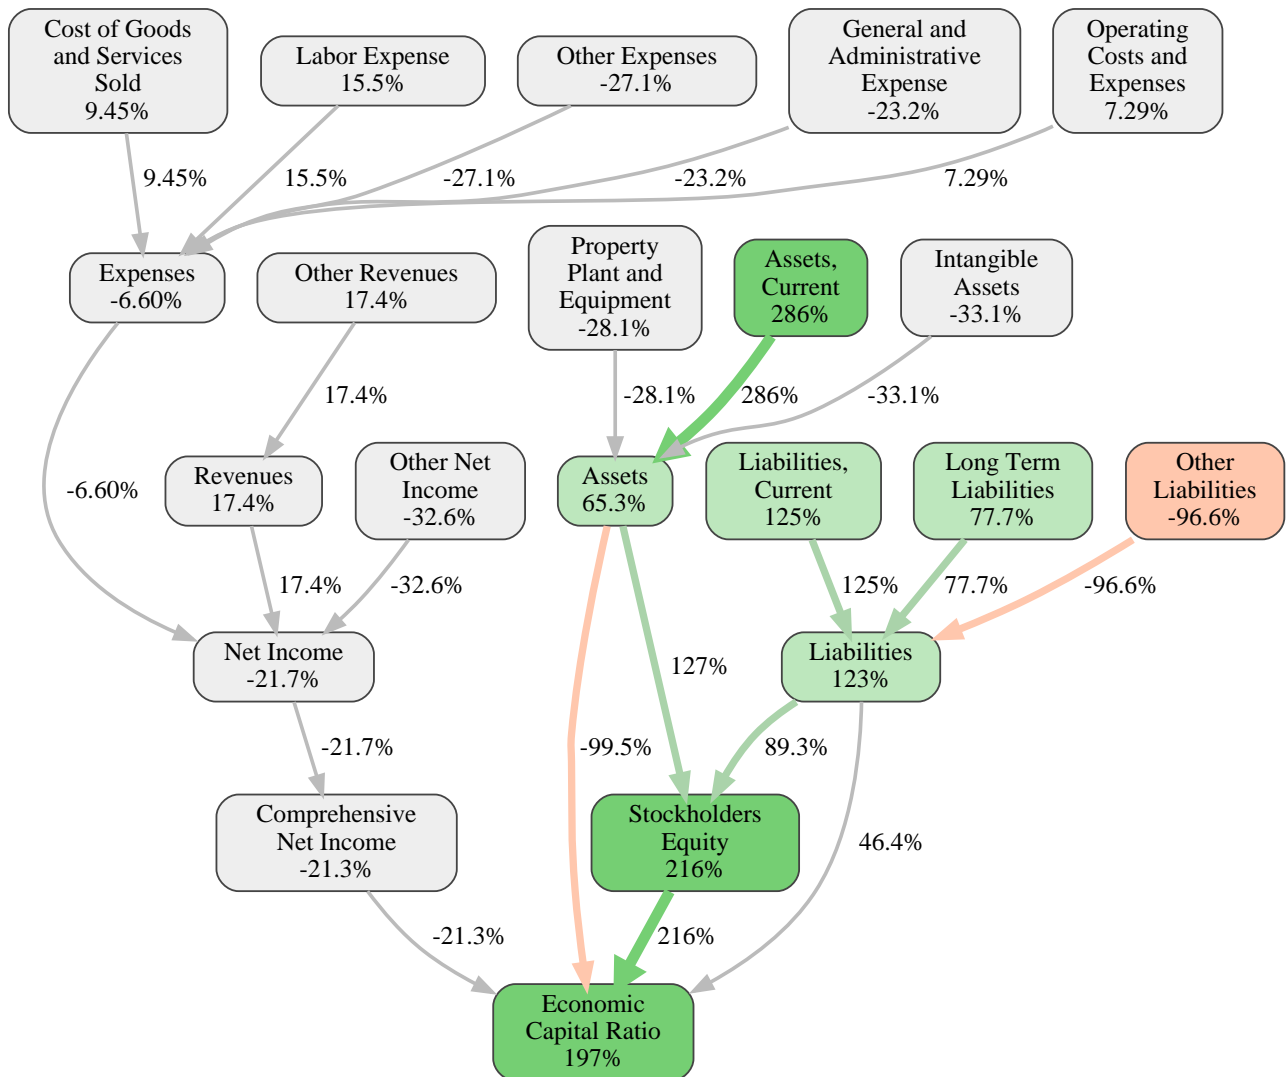 Cost of Goods
and Services
Sold
9.45%
Labor Expense
15.5%
Other Expenses
-27.1%
General and
Administrative
Expense
-23.2%
Operating
Costs and
Expenses
7.29%
9.45%
15.5%
-27.1%
-23.2%
7.29%
Expenses
-6.60%
Other Revenues
17.4%
Property
Plant and
Equipment
-28.1%
Assets,
Current
286%
Intangible
Assets
-33.1%
17.4%
-28.1%
286%
-33.1%
-6.60%
Revenues
17.4%
Other Net
Income
-32.6%
Assets
65.3%
Liabilities,
Current
125%
Long Term
Liabilities
77.7%
Other
Liabilities
-96.6%
17.4%
-32.6%
125%
77.7%
-96.6%
Net Income
-21.7%
127%
Liabilities
123%
-21.7%
-99.5%
89.3%
Comprehensive
Net Income
-21.3%
Stockholders
Equity
216%
46.4%
-21.3%
216%
Economic
Capital Ratio
197%